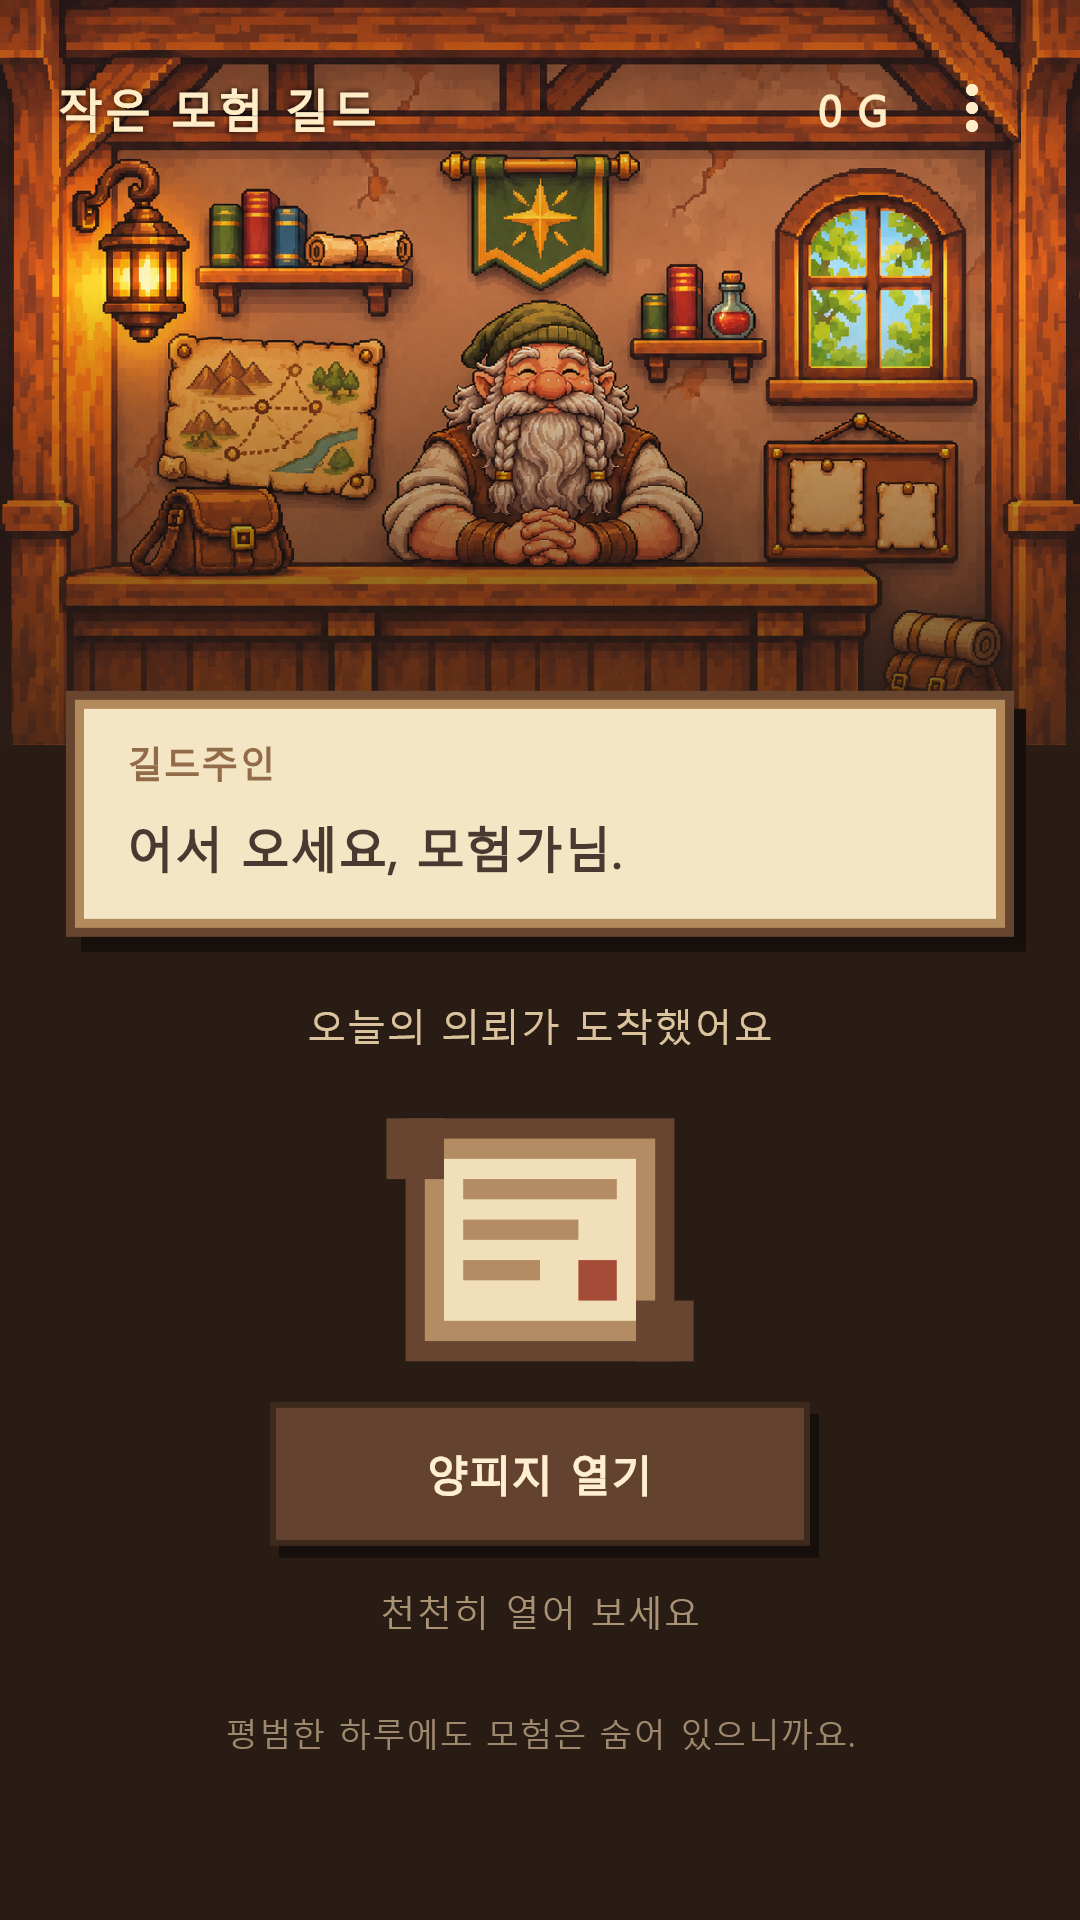 작은 모험 길드
0 G
길드주인
어서 오세요, 모험가님.
오늘의 의뢰가 도착했어요
양피지 열기
천천히 열어 보세요
평범한 하루에도 모험은 숨어 있으니까요.